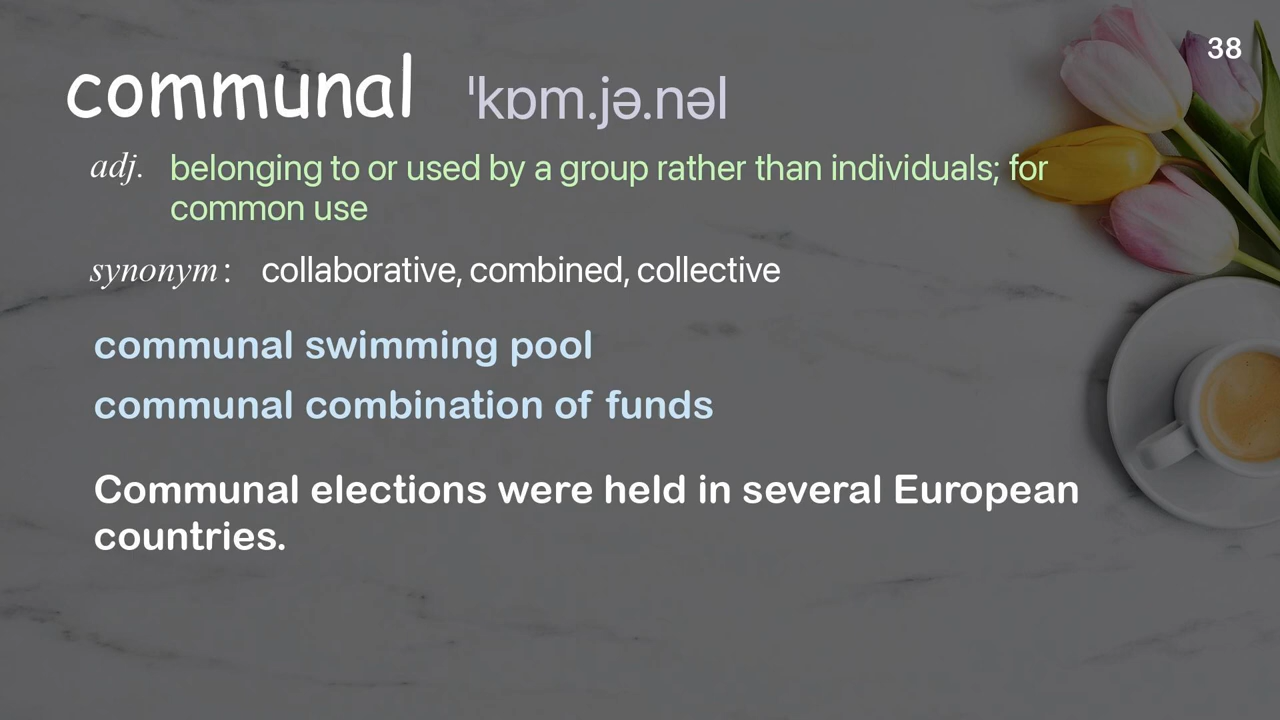 38
communal ˈkɒm.jə.nəl
adj. belonging to or used by a group rather than individuals; for
common use
synonym: collaborative, combined, collective
communal swimming pool
communal combination of funds
Communal elections were held in several European
countries.